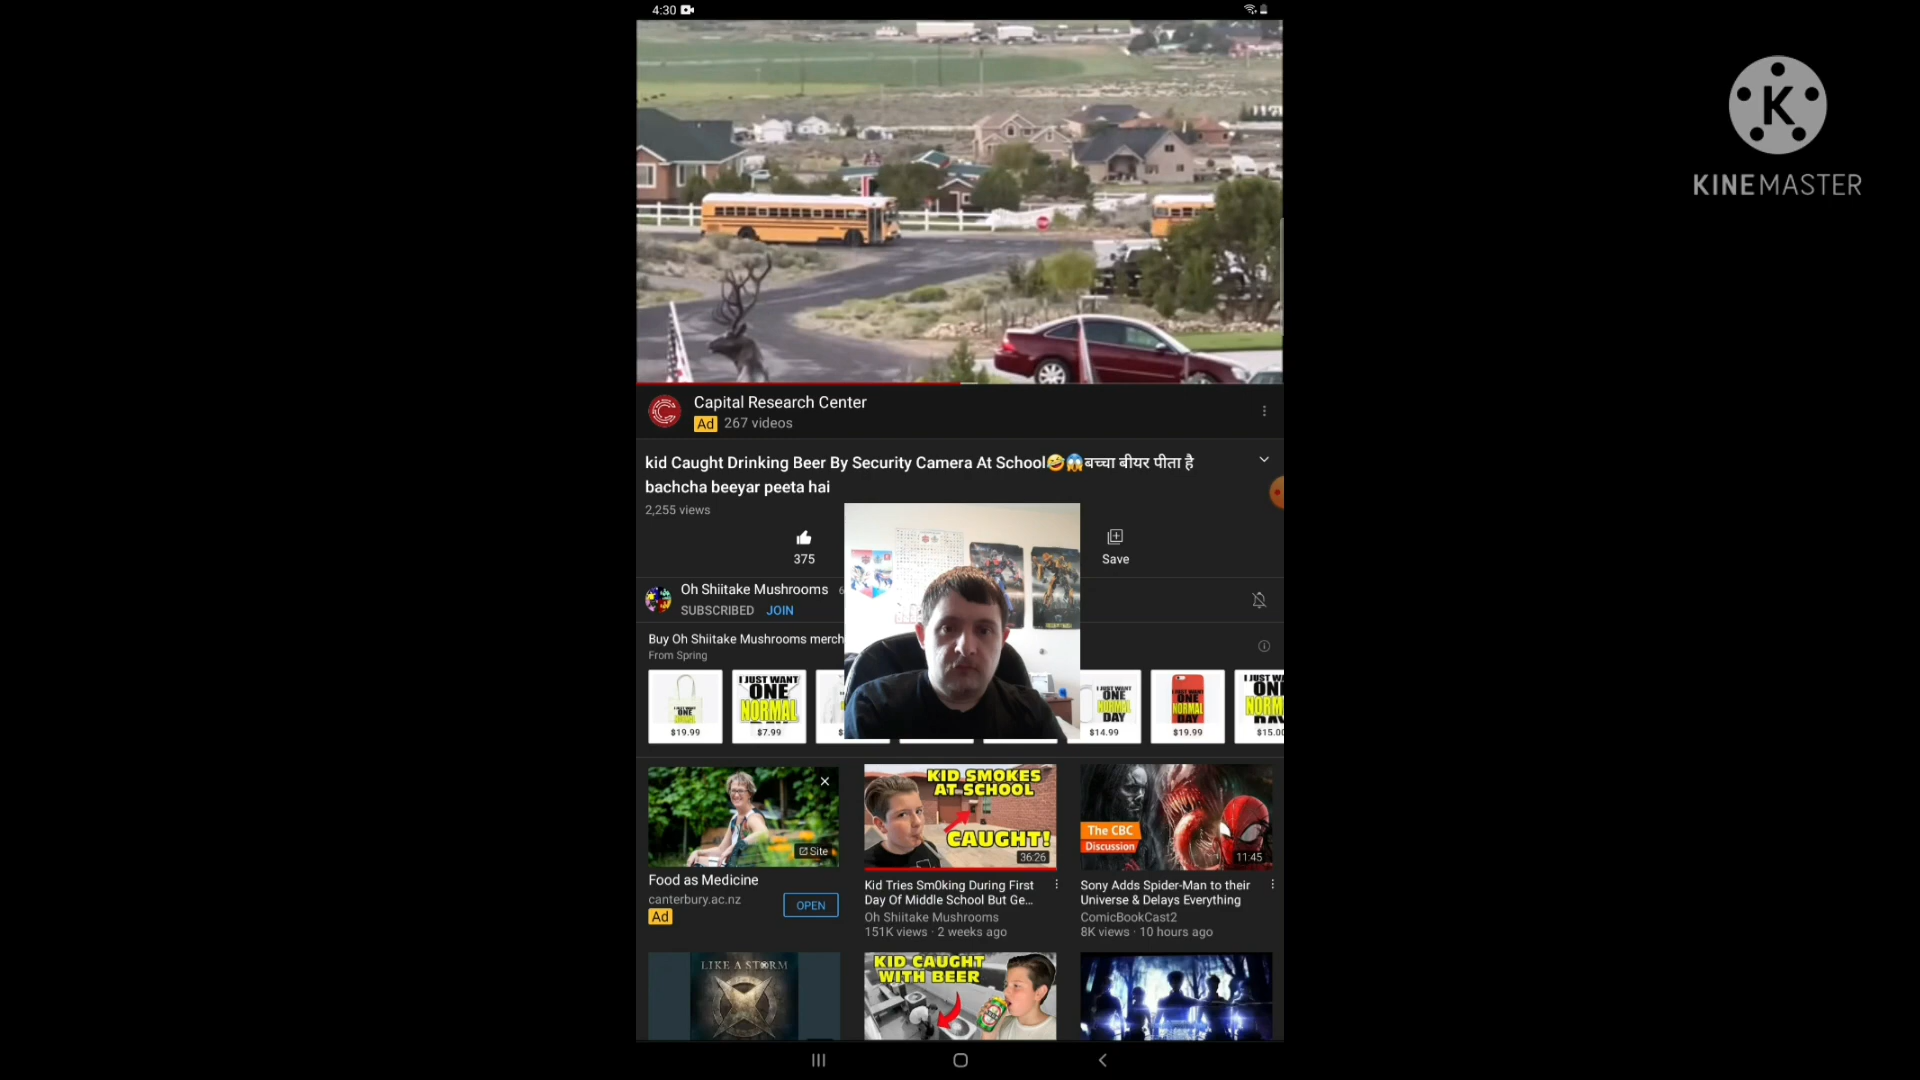 4:30
KINEMASTER
Capital Research Center
Ad 267 videos
kid Caught Drinking Beer By Security Camera At School🤣😱बच्चा बीयर पीता है
bachcha beeyar peeta hai
2,255 views
375
Save
Oh Shiitake Mushrooms
SUBSCRIBED JOIN
Buy Oh Shiitake Mushrooms merch
From Spring
I JUST WANT
ONE
NORMAL
DAY
$19.99
$7.99
$14.99
$19.99
$15.00
Site
Food as Medicine
canterbury.ac.nz
Ad
OPEN
KID SMOKES
AT SCHOOL
CAUGHT!
36:26
Kid Tries Sm0king During First
Day Of Middle School But Ge...
Oh Shiitake Mushrooms
151K views · 2 weeks ago
The CBC
Discussion
11:45
Sony Adds Spider-Man to their
Universe & Delays Everything
ComicBookCast2
8K views · 10 hours ago
LIKE A STORM
KID CAUGHT
WITH BEER